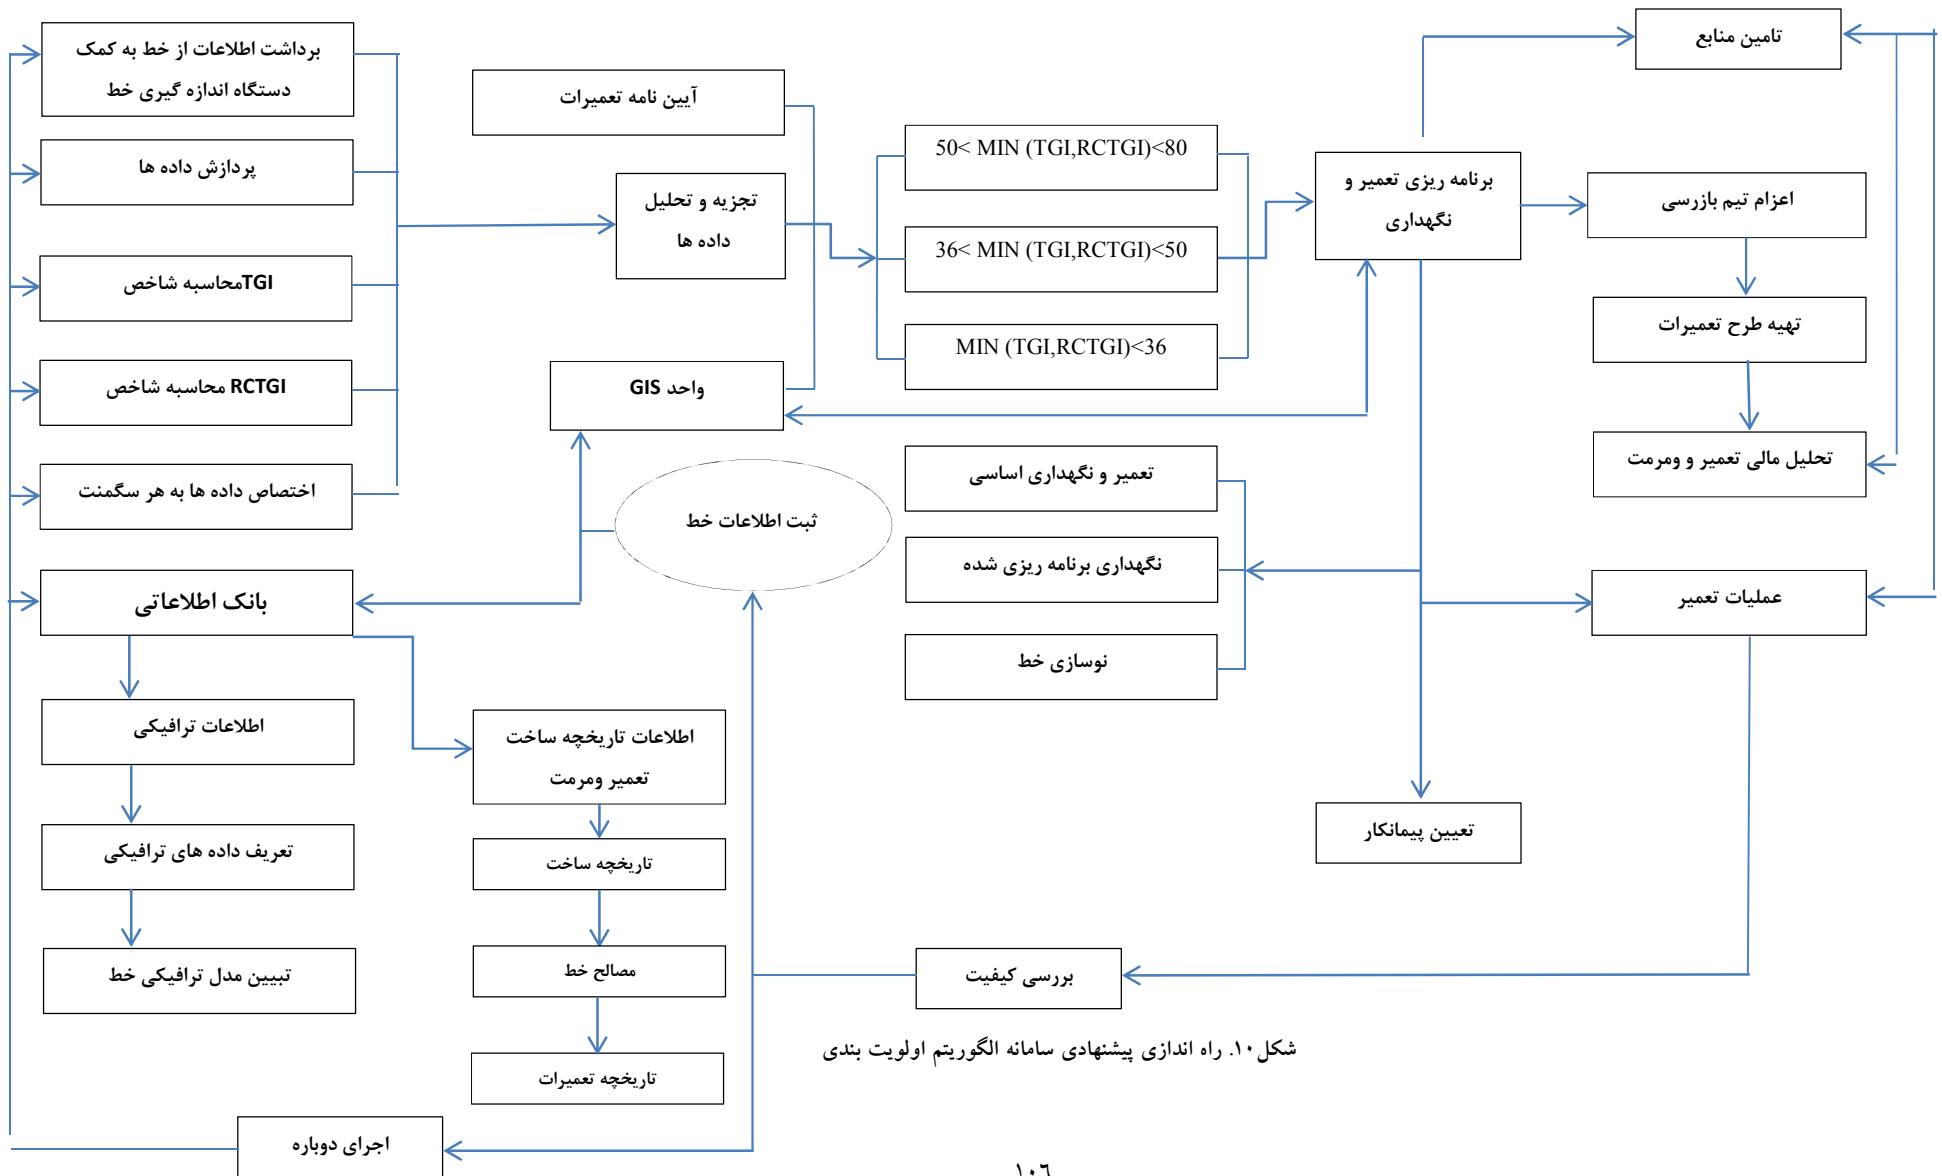 برداشت اطلاعات از خط به کمک
دستگاه اندازه گیری خط
پردازش داده ها
محاسبه شاخصTGI
محاسبه شاخص RCTGI
اختصاص داده ها به هر سگمنت
بانک اطلاعاتی
اطلاعات ترافیکی
تعریف داده های ترافیکی
تبیین مدل ترافیکی خط
آیین نامه تعمیرات
تجزیه و تحلیل
داده ها
واحد GIS
ثبت اطلاعات خط
اطلاعات تاریخچه ساخت
تعمیر ومرمت
تاریخچه ساخت
مصالح خط
تاریخچه تعمیرات
اجرای دوباره
50< MIN (TGI,RCTGI)<80
36< MIN (TGI,RCTGI)<50
MIN (TGI,RCTGI)<36
تعمیر و نگهداری اساسی
نگهداری برنامه ریزی شده
نوسازی خط
بررسی کیفیت
برنامه ریزی تعمیر و
نگهداری
تعیین پیمانکار
تامین منابع
اعزام تیم بازرسی
تهیه طرح تعمیرات
تحلیل مالی تعمیر و ومرمت
عملیات تعمیر
شکل۱۰. راه اندازی پیشنهادی سامانه الگوریتم اولویت بندی
۱۰۶